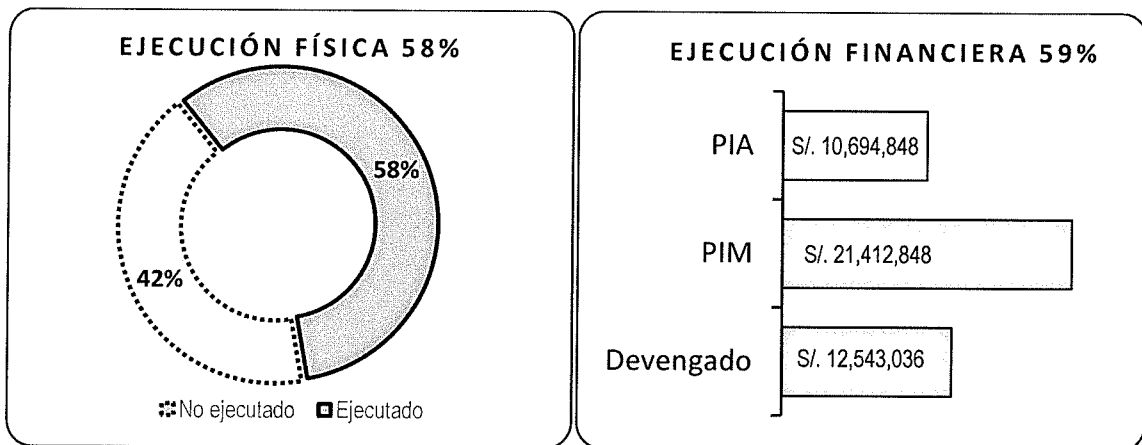 EJECUCIÓN FÍSICA 58%
58%
42%
No ejecutado Ejecutado
EJECUCIÓN FINANCIERA 59%
PIA S/. 10,694,848
PIM S/. 21,412,848
Devengado S/. 12,543,036